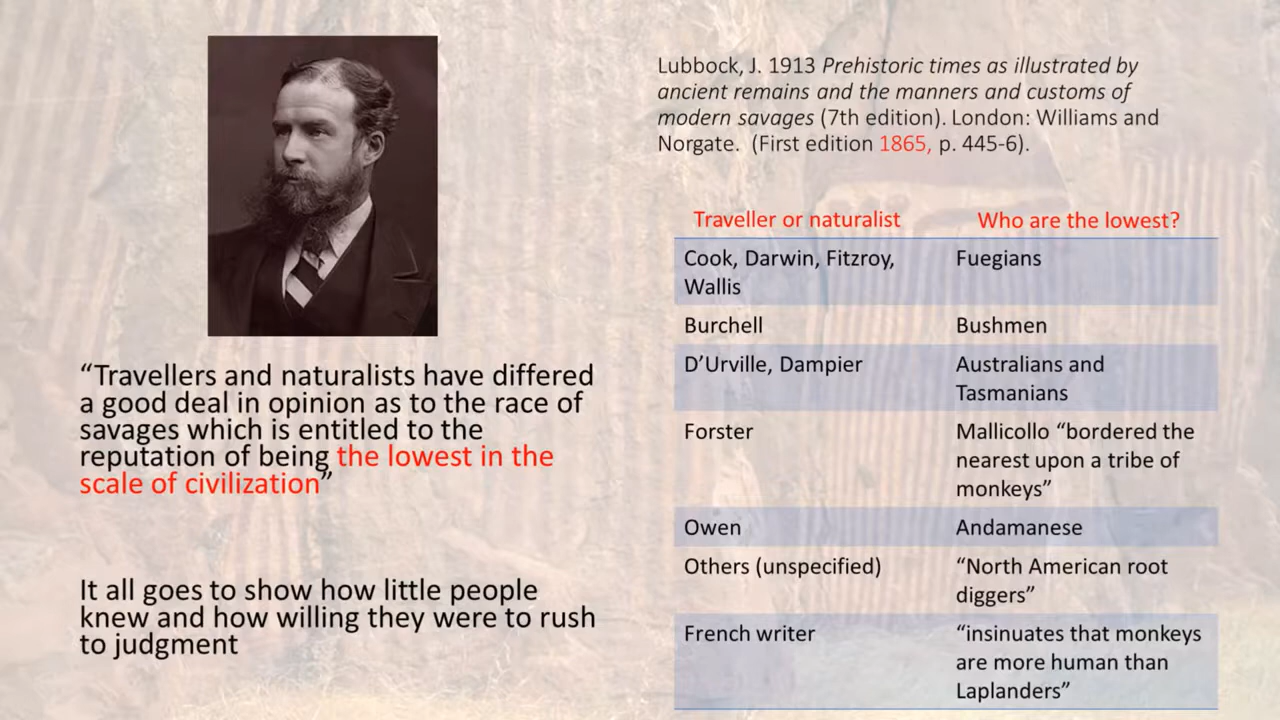 “Travellers and naturalists have differed
a good deal in opinion as to the race of
savages which is entitled to the
reputation of being the lowest in the
scale of civilization”
It all goes to show how little people
knew and how willing they were to rush
to judgment
Lubbock, J. 1913 Prehistoric times as illustrated by
ancient remains and the manners and customs of
modern savages (7th edition). London: Williams and
Norgate. (First edition 1865, p. 445-6).
Traveller or naturalist Who are the lowest?
Cook, Darwin, Fitzroy, Fuegians
Wallis
Burchell Bushmen
D’Urville, Dampier Australians and
Tasmanians
Forster Mallicollo “bordered the
nearest upon a tribe of
monkeys”
Owen Andamanese
Others (unspecified) “North American root
diggers”
French writer “insinuates that monkeys
are more human than
Laplanders”